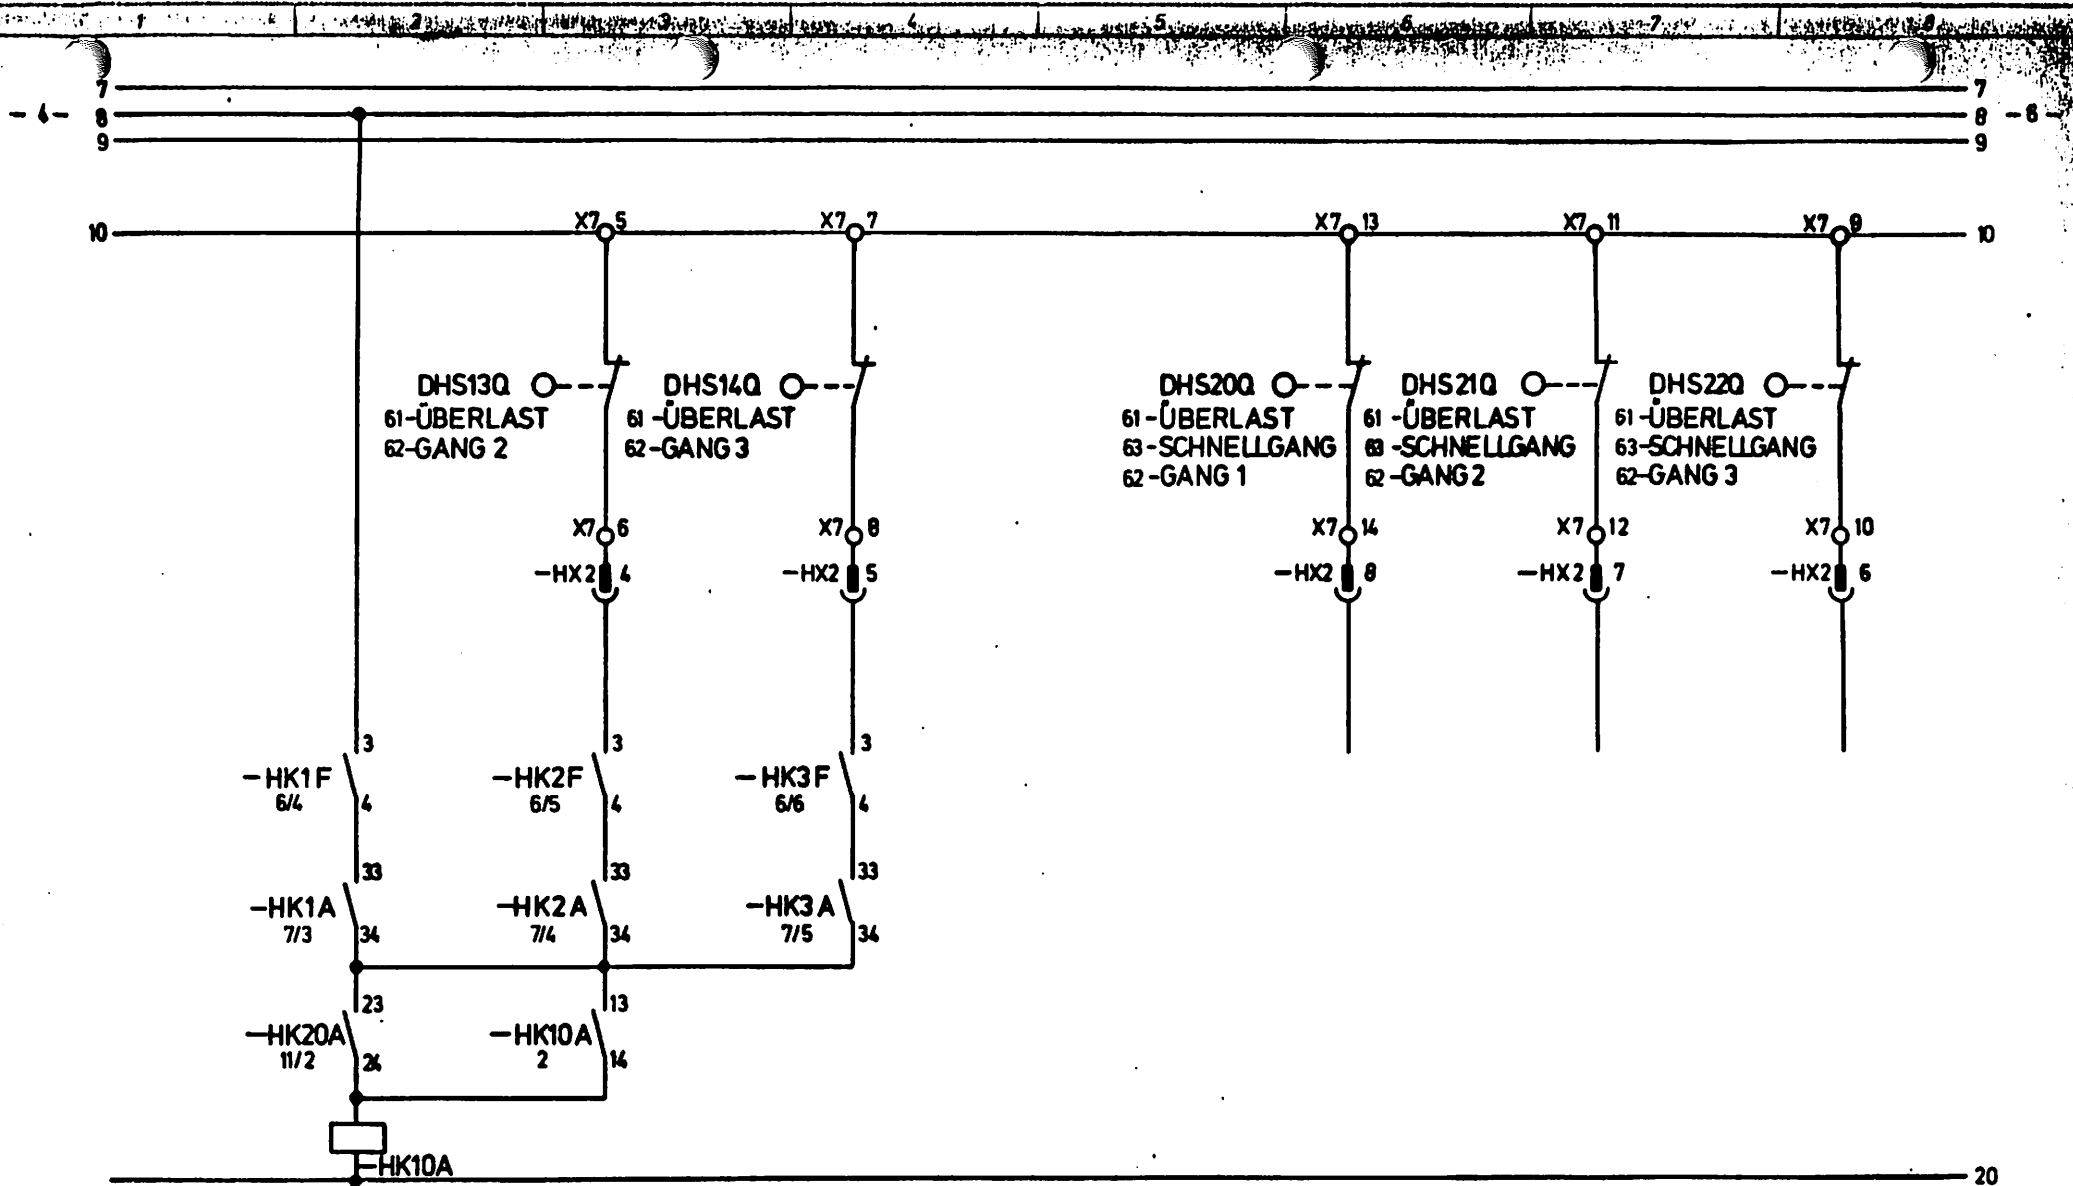 1 2 3 4 5 6 7 8
7 7
- 4 - 8 8 - 6 -
9 9
10 X7 5 X7 7 X7 13 X7 11 X7 9 10
DHS13Q DHS14Q DHS20Q DHS21Q DHS22Q
61-ÜBERLAST 61-ÜBERLAST 61-ÜBERLAST 61-ÜBERLAST 61-ÜBERLAST
62-GANG 2 62-GANG 3 63-SCHNELLGANG 63-SCHNELLGANG 63-SCHNELLGANG
62-GANG 1 62-GANG 2 62-GANG 3
X7 6 X7 8 X7 14 X7 12 X7 10
-HX2 4 -HX2 5 -HX2 8 -HX2 7 -HX2 6
3 3 3
-HK1F -HK2F -HK3F
6/4 4 6/5 4 6/6 4
33 33 33
-HK1A -HK2A -HK3A
7/3 34 7/4 34 7/5 34
23 13
-HK20A -HK10A
11/2 24 2 14
-HK10A
20